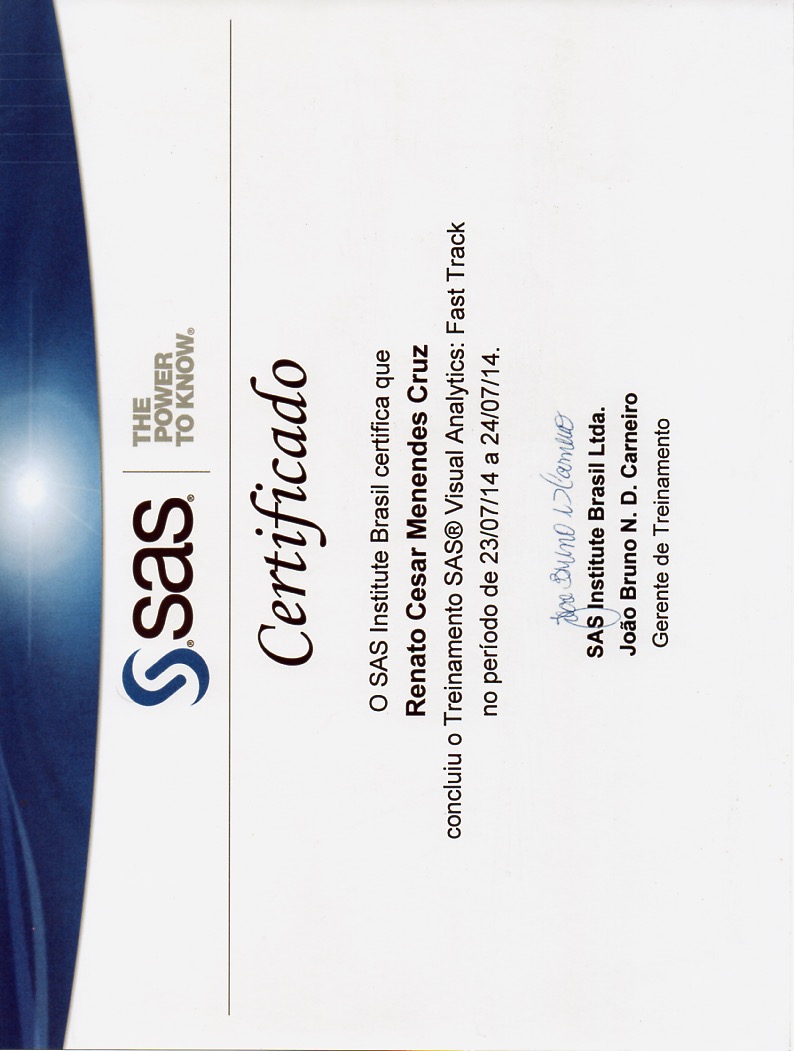 sas
THE
POWER
TO KNOW®
Certificado
O SAS Institute Brasil certifica que
Renato Cesar Menendes Cruz
concluiu o Treinamento SAS® Visual Analytics: Fast Track
no período de 23/07/14 a 24/07/14.
João Bruno D Carneiro
SAS Institute Brasil Ltda.
João Bruno N. D. Carneiro
Gerente de Treinamento